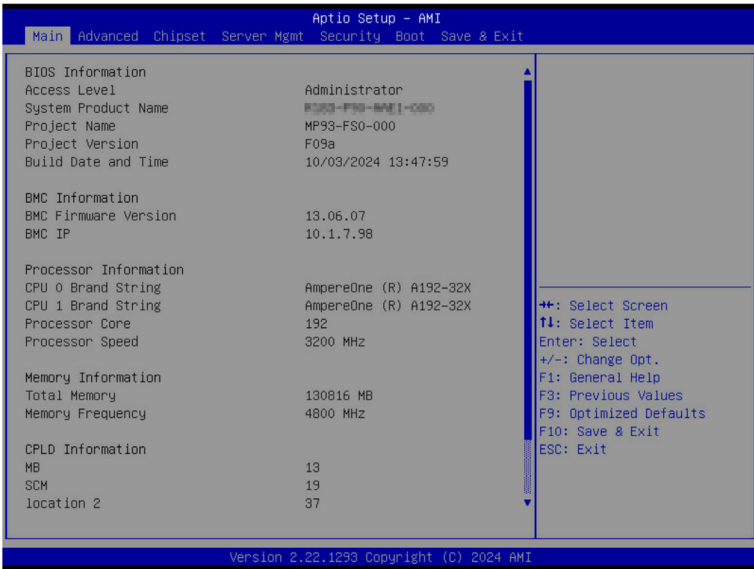 Aptio Setup - AMI
Main Advanced Chipset Server Mgmt Security Boot Save & Exit
BIOS Information
Access Level Administrator
System Product Name
Project Name MP93-FS0-000
Project Version F09a
Build Date and Time 10/03/2024 13:47:59
BMC Information
BMC Firmware Version 13.06.07
BMC IP 10.1.7.98
Processor Information
CPU 0 Brand String AmpereOne (R) A192-32X
CPU 1 Brand String AmpereOne (R) A192-32X
Processor Core 192
Processor Speed 3200 MHz
Memory Information
Total Memory 130816 MB
Memory Frequency 4800 MHz
CPLD Information
MB 13
SCM 19
location 2 37
→←: Select Screen
↑↓: Select Item
Enter: Select
+/-: Change Opt.
F1: General Help
F3: Previous Values
F9: Optimized Defaults
F10: Save & Exit
ESC: Exit
Version 2.22.1293 Copyright (C) 2024 AMI